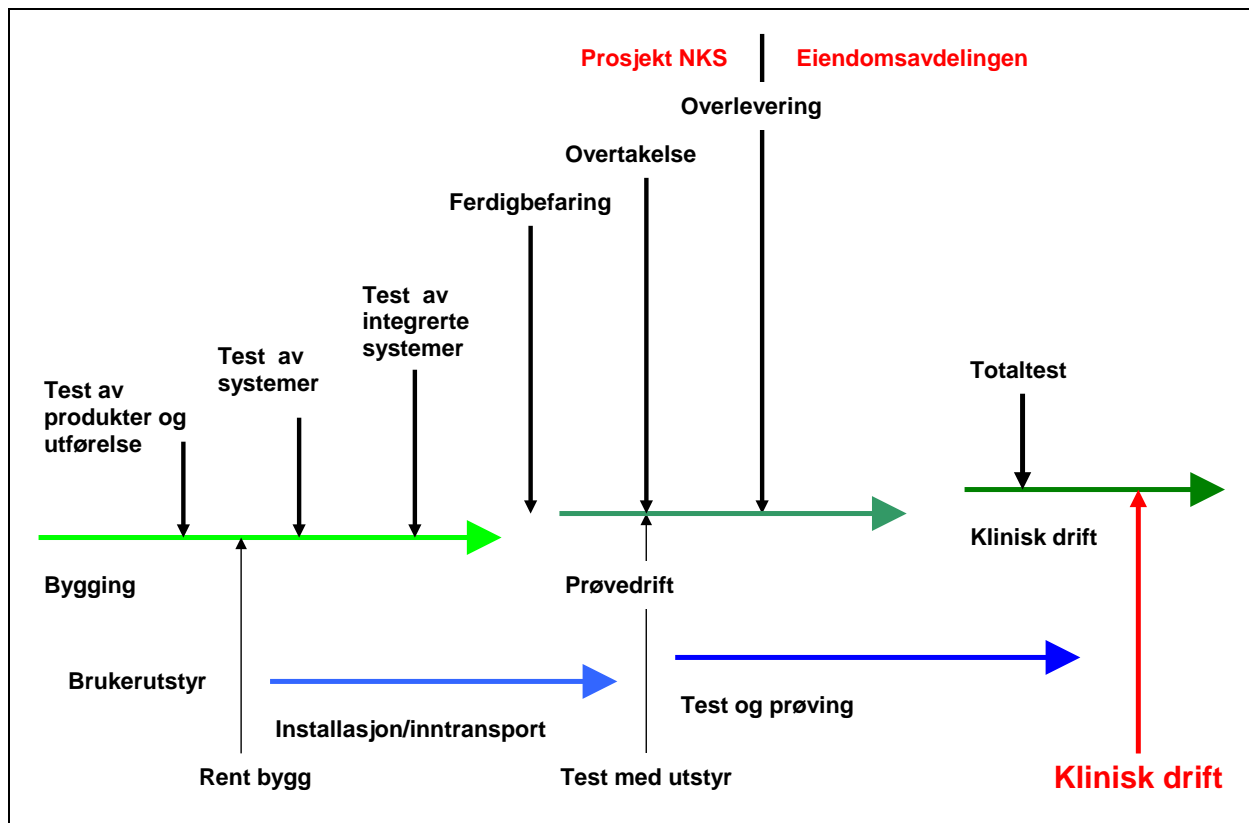 Prosjekt NKS
Eiendomsavdelingen
Overlevering
Overtakelse
Ferdigbefaring
Test av
integrerte
systemer
Test av
systemer
Test av
produkter og
utførelse
Totaltest
Bygging
Prøvedrift
Klinisk drift
Brukerutstyr
Installasjon/inntransport
Test og prøving
Rent bygg
Test med utstyr
Klinisk drift